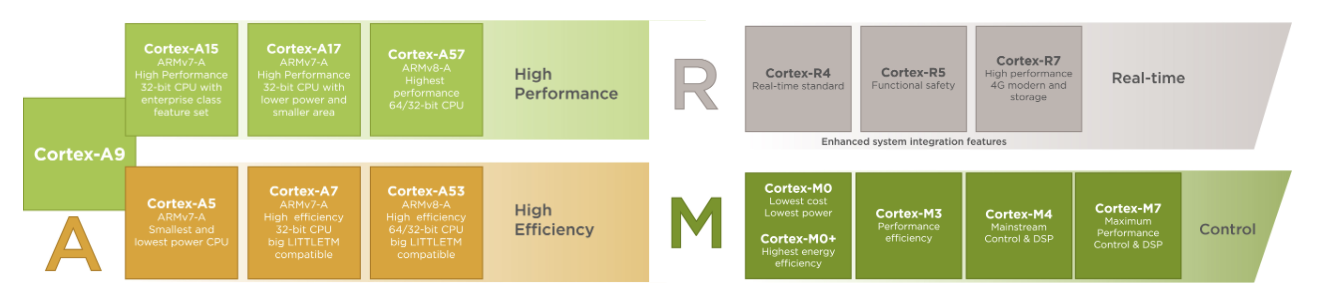 Cortex-A9
A
Cortex-A15
ARMv7-A
High Performance
32-bit CPU with
enterprise class
feature set
Cortex-A17
ARMv7-A
High Performance
32-bit CPU with
lower power and
smaller area
Cortex-A57
ARMv8-A
Highest
performance
64/32-bit CPU
High
Performance
Cortex-A5
ARMv7-A
Smallest and
lowest power CPU
Cortex-A7
ARMv7-A
High efficiency
32-bit CPU
big LITTLETM
compatible
Cortex-A53
ARMv8-A
High efficiency
64/32-bit CPU
big LITTLETM
compatible
High
Efficiency
R
Cortex-R4
Real-time standard
Cortex-R5
Functional safety
Cortex-R7
High performance
4G modem and
storage
Real-time
Enhanced system integration features
M
Cortex-M0
Lowest cost
Lowest power
Cortex-M0+
Highest energy
efficiency
Cortex-M3
Performance
efficiency
Cortex-M4
Mainstream
Control & DSP
Cortex-M7
Maximum
Performance
Control & DSP
Control